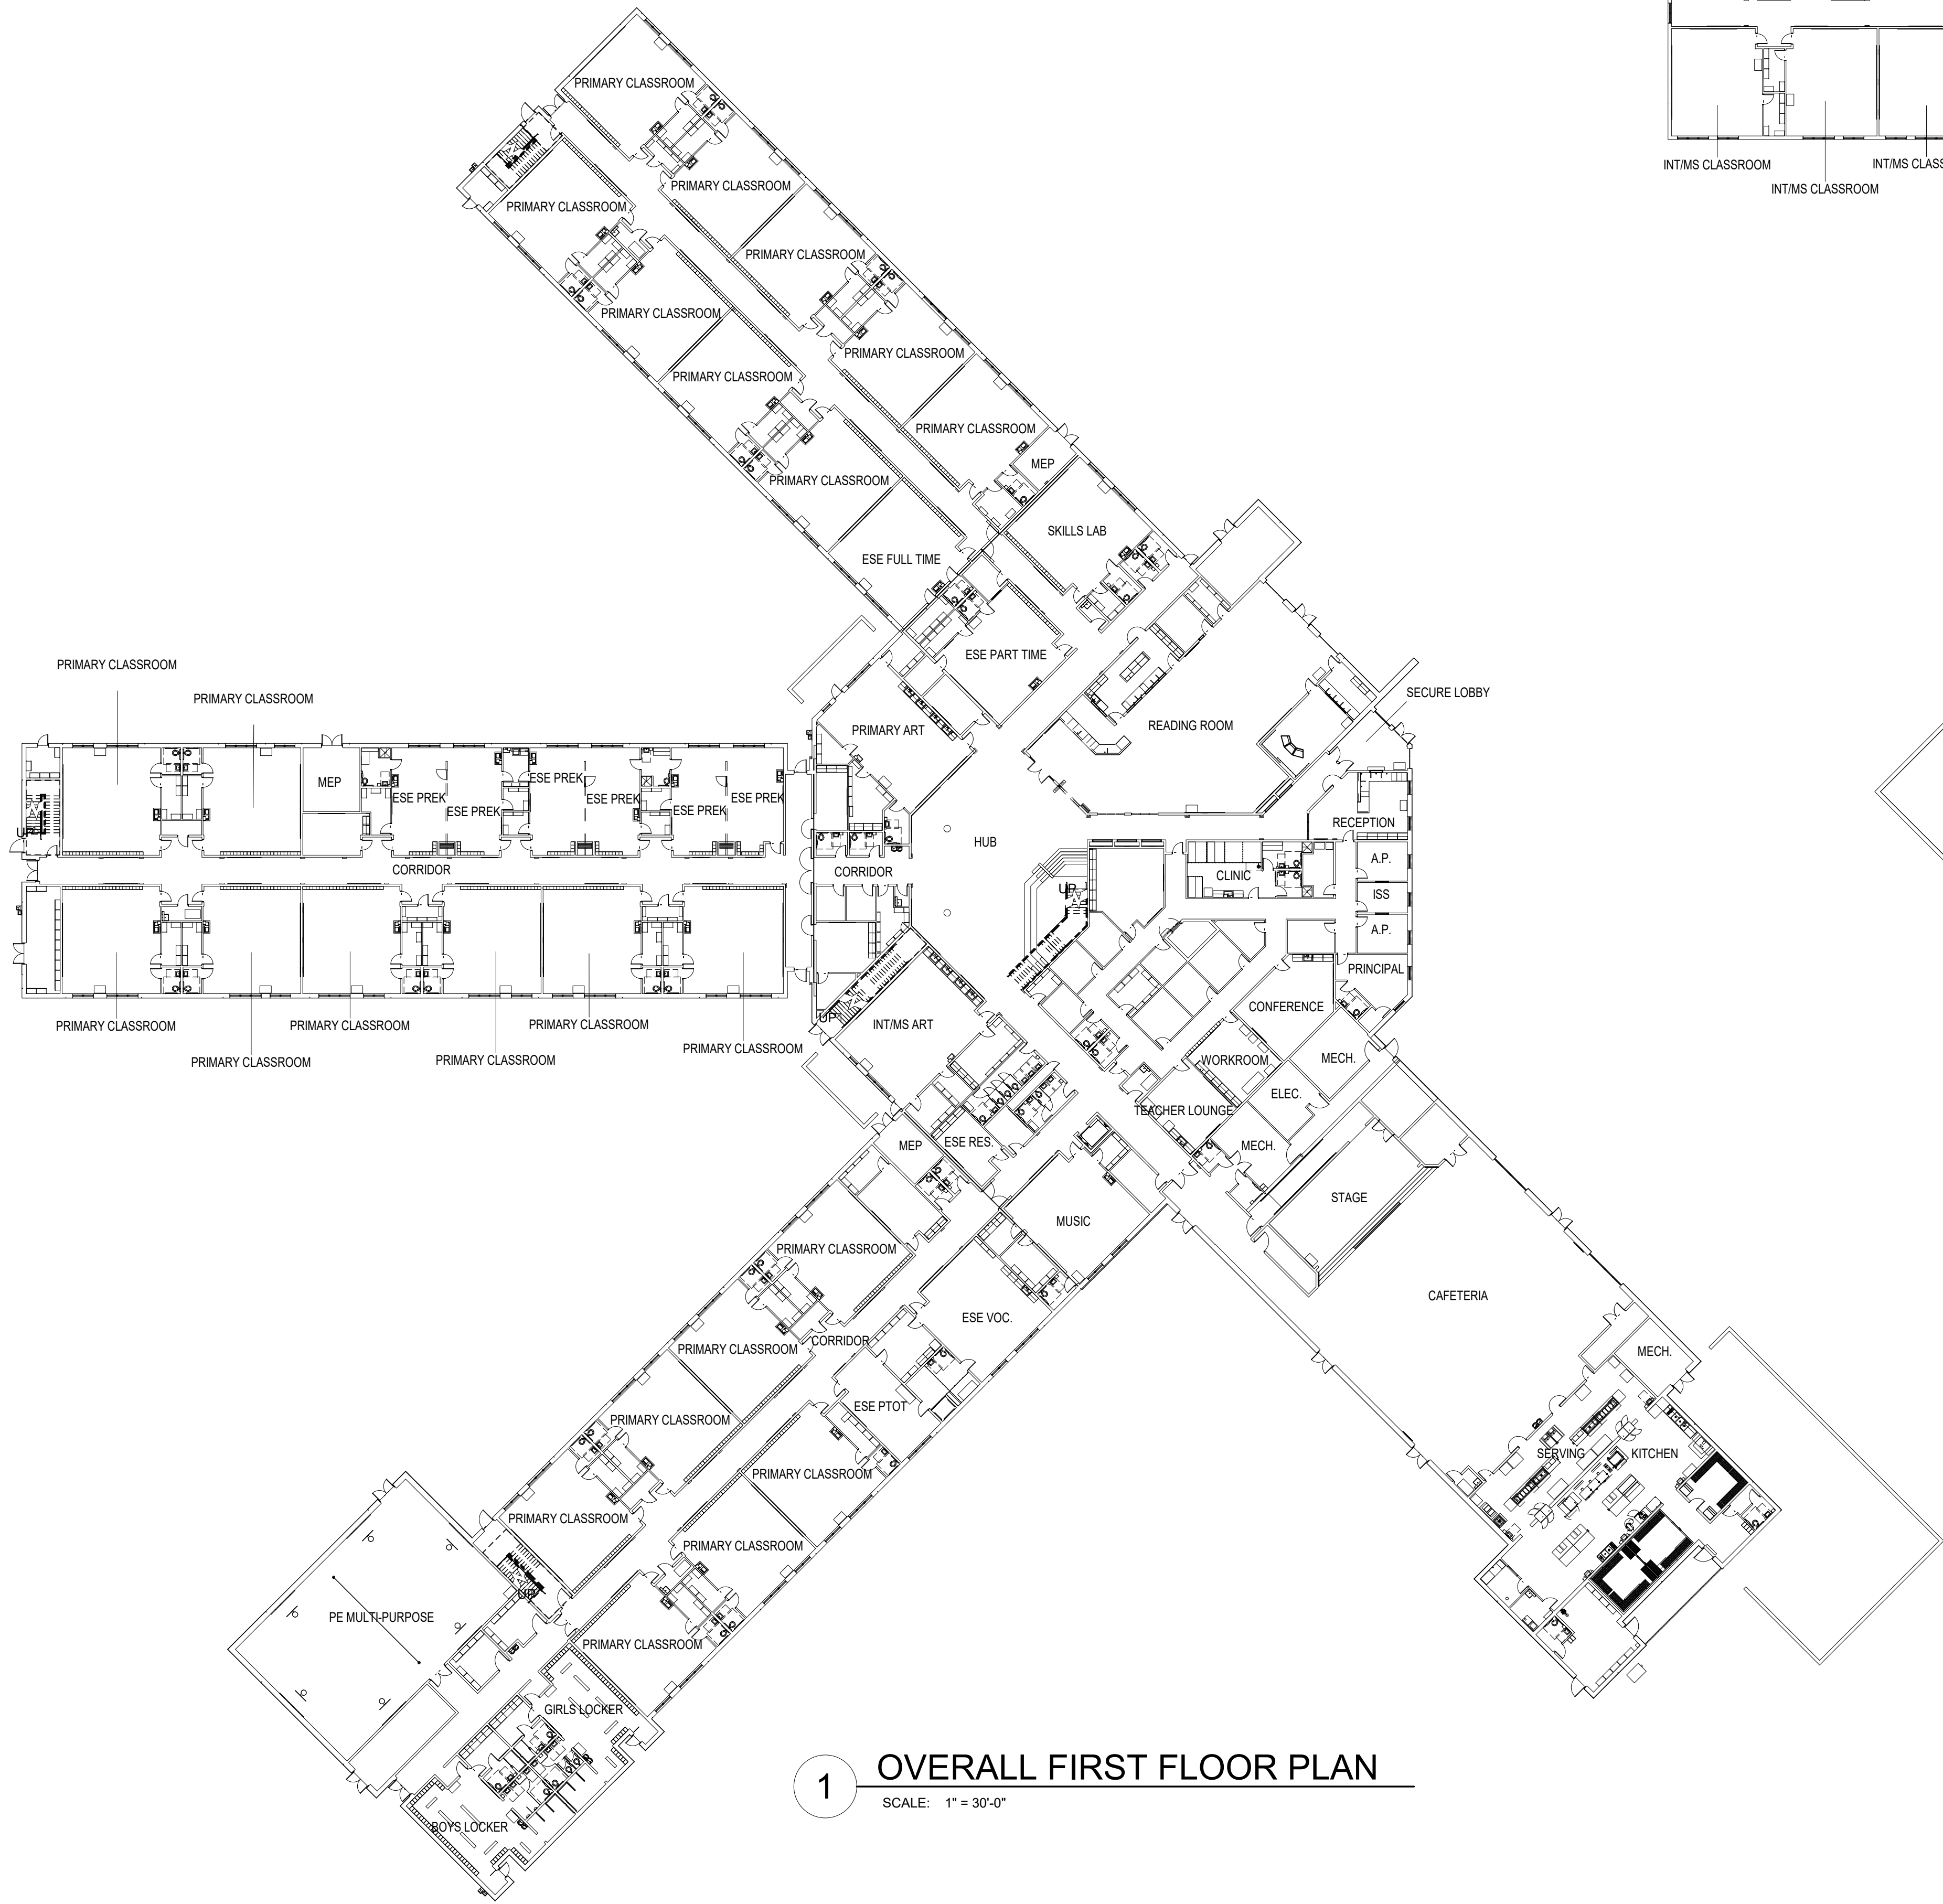 INT/MS CLASSROOM
INT/MS CLASSROOM
INT/MS CLAS
PRIMARY CLASSROOM
PRIMARY CLASSROOM
PRIMARY CLASSROOM
PRIMARY CLASSROOM
PRIMARY CLASSROOM
PRIMARY CLASSROOM
PRIMARY CLASSROOM
PRIMARY CLASSROOM
PRIMARY CLASSROOM
MEP
PRIMARY CLASSROOM
SKILLS LAB
ESE FULL TIME
ESE PART TIME
PRIMARY CLASSROOM
PRIMARY CLASSROOM
SECURE LOBBY
READING ROOM
PRIMARY ART
MEP
ESE PREK
ESE PREK
ESE PREK
ESE PREK
ESE PREK
ESE PREK
UP
RECEPTION
HUB
CORRIDOR
CORRIDOR
A.P.
CLINIC
UP
ISS
A.P.
PRINCIPAL
CONFERENCE
UP
INT/MS ART
PRIMARY CLASSROOM
PRIMARY CLASSROOM
PRIMARY CLASSROOM
PRIMARY CLASSROOM
PRIMARY CLASSROOM
PRIMARY CLASSROOM
WORKROOM
MECH.
ELEC.
TEACHER LOUNGE
MECH.
MEP
ESE RES.
STAGE
MUSIC
PRIMARY CLASSROOM
CAFETERIA
ESE VOC.
CORRIDOR
PRIMARY CLASSROOM
MECH.
ESE PTOT
PRIMARY CLASSROOM
SERVING
KITCHEN
PRIMARY CLASSROOM
PRIMARY CLASSROOM
PRIMARY CLASSROOM
UP
PE MULTI-PURPOSE
PRIMARY CLASSROOM
GIRLS LOCKER
BOYS LOCKER
1
OVERALL FIRST FLOOR PLAN
SCALE: 1" = 30'-0"